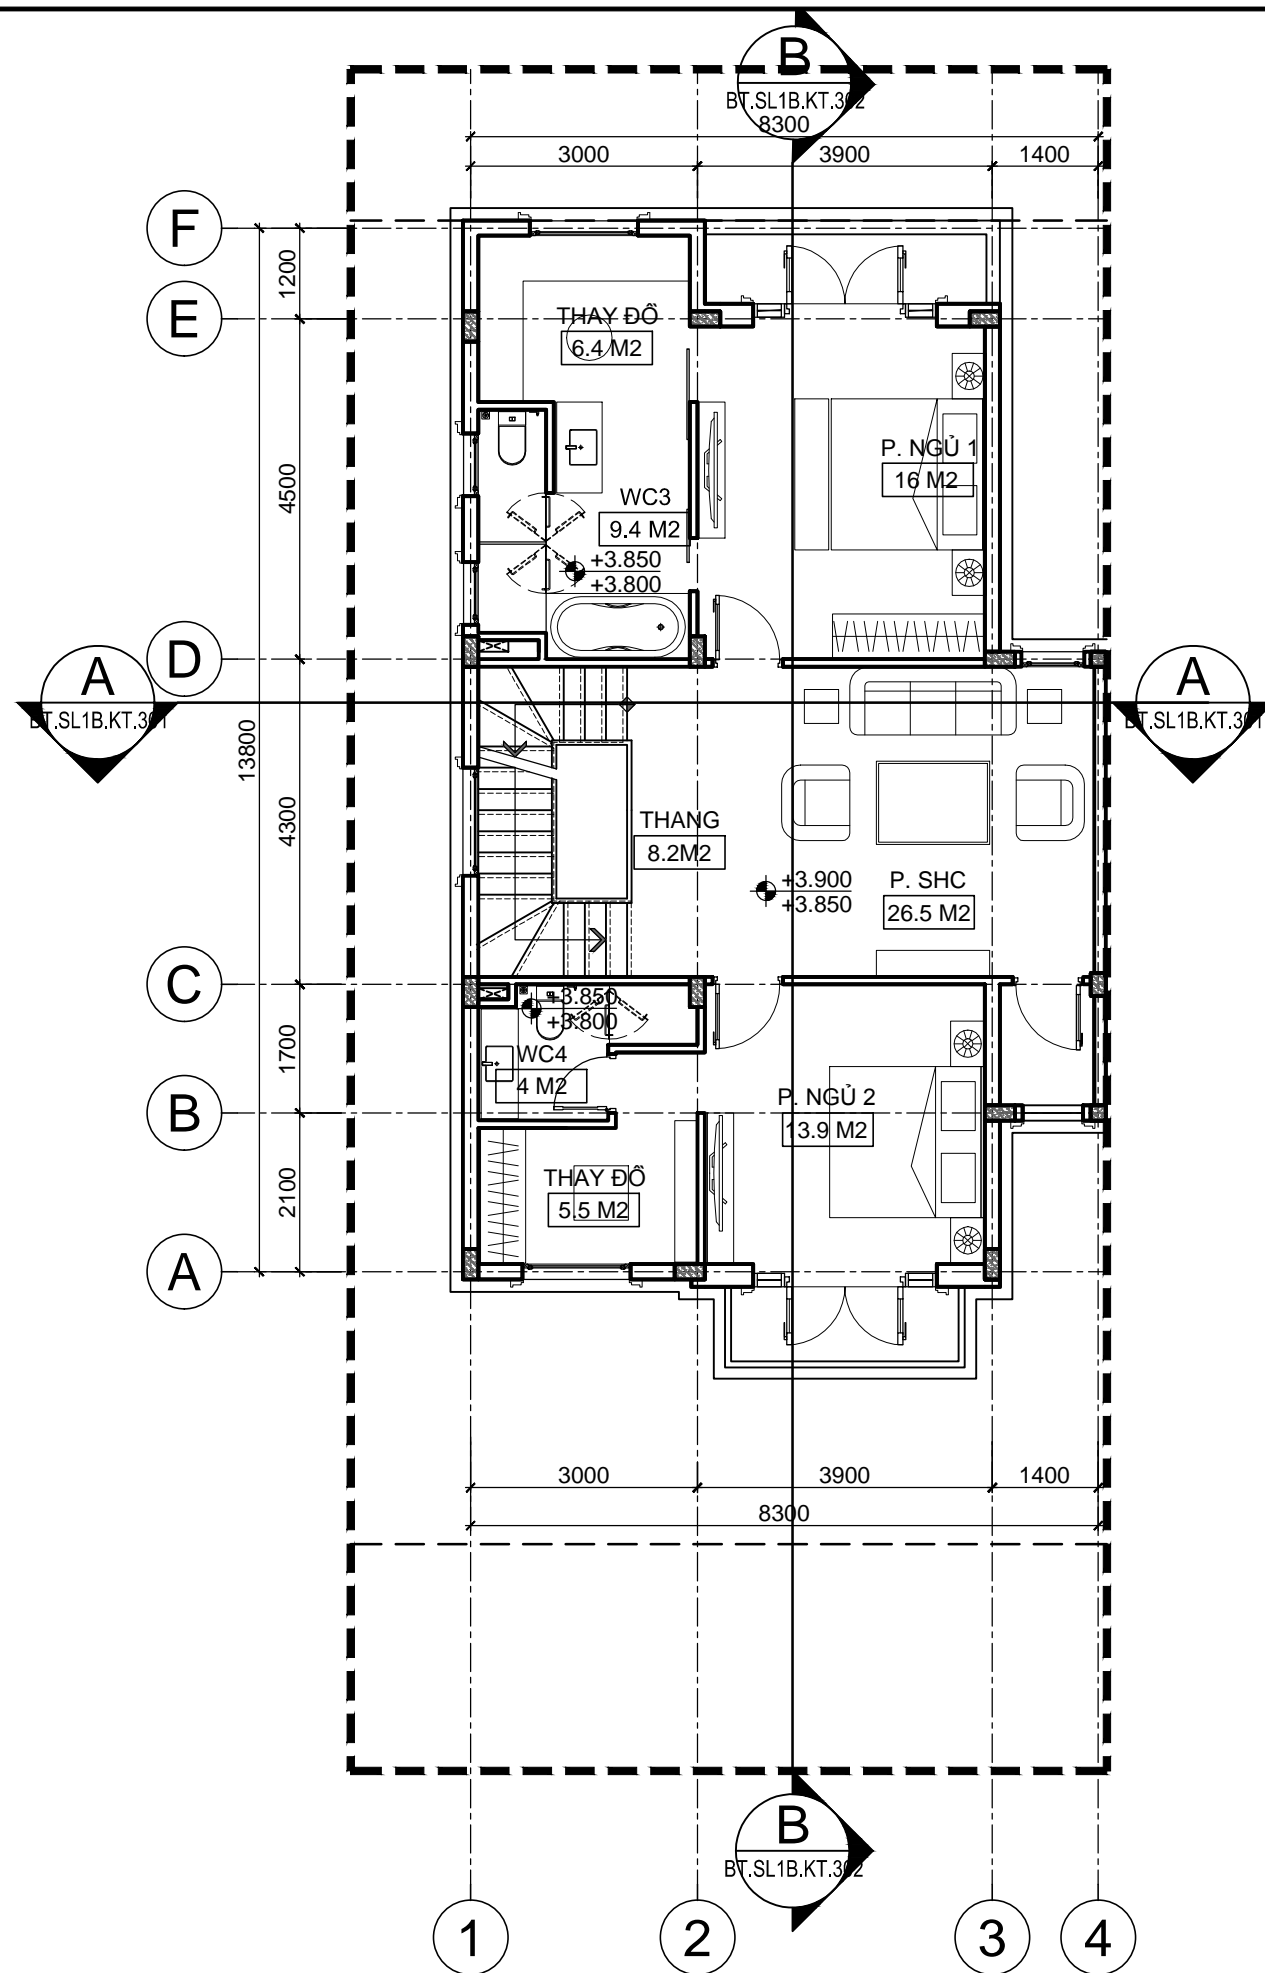 B
BT.SL1B.KT.302
8300
3000
3900
1400
F
1200
E
THAY ĐỒ
6.4 M2
P. NGỦ 1
16 M2
4500
WC3
9.4 M2
+3.850
+3.800
D
A
BT.SL1B.KT.301
A
BT.SL1B.KT.301
13800
4300
THANG
8.2M2
+3.900
+3.850
P. SHC
26.5 M2
C
+3.850
+3.800
1700
WC4
4 M2
B
P. NGỦ 2
13.9 M2
2100
THAY ĐỒ
5.5 M2
A
3000
3900
1400
8300
B
BT.SL1B.KT.302
1
2
3
4